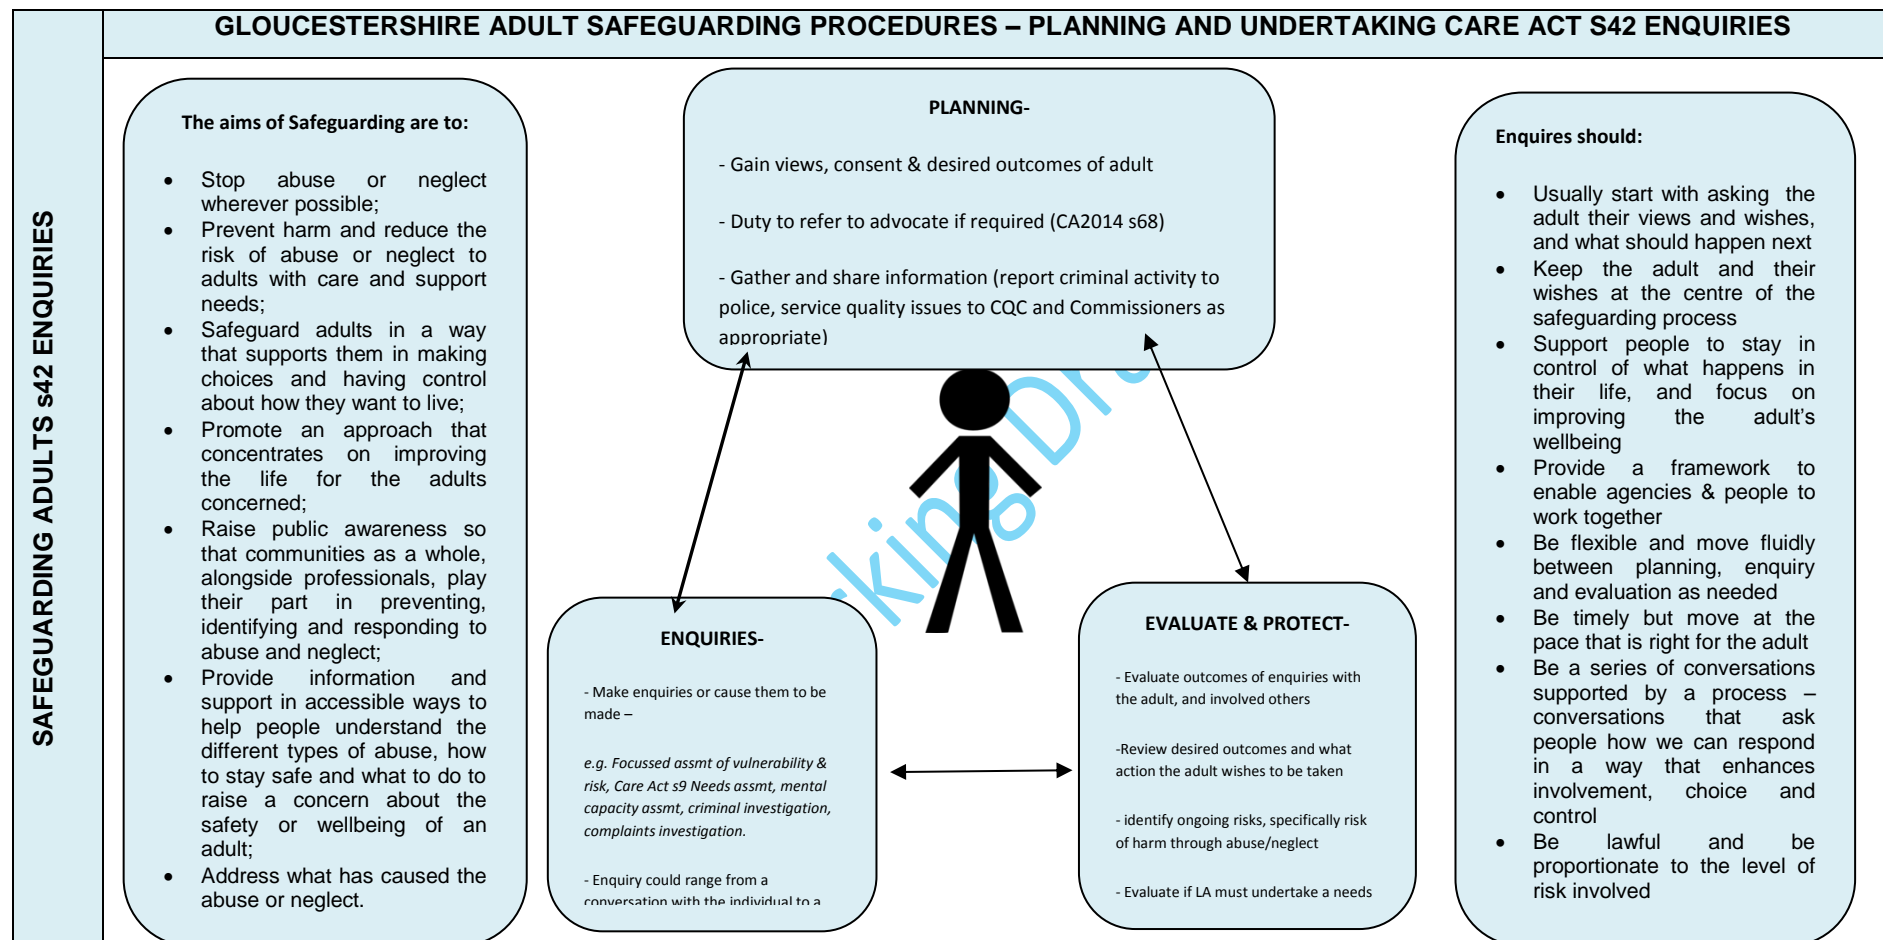 GLOUCESTERSHIRE ADULT SAFEGUARDING PROCEDURES – PLANNING AND UNDERTAKING CARE ACT S42 ENQUIRIES
SAFEGUARDING ADULTS s42 ENQUIRIES
The aims of Safeguarding are to:
• Stop abuse or neglect
wherever possible;
• Prevent harm and reduce the
risk of abuse or neglect to
adults with care and support
needs;
• Safeguard adults in a way
that supports them in making
choices and having control
about how they want to live;
• Promote an approach that
concentrates on improving
the life for the adults
concerned;
• Raise public awareness so
that communities as a whole,
alongside professionals, play
their part in preventing,
identifying and responding to
abuse and neglect;
• Provide information and
support in accessible ways to
help people understand the
different types of abuse, how
to stay safe and what to do to
raise a concern about the
safety or wellbeing of an
adult;
• Address what has caused the
abuse or neglect.
PLANNING-
- Gain views, consent & desired outcomes of adult
- Duty to refer to advocate if required (CA2014 s68)
- Gather and share information (report criminal activity to
police, service quality issues to CQC and Commissioners as
appropriate)
rking Dr
ENQUIRIES-
- Make enquiries or cause them to be
made –
e.g. Focussed assmt of vulnerability &
risk, Care Act s9 Needs assmt, mental
capacity assmt, criminal investigation,
complaints investigation.
- Enquiry could range from a
conversation with the individual to a
EVALUATE & PROTECT-
- Evaluate outcomes of enquiries with
the adult, and involved others
-Review desired outcomes and what
action the adult wishes to be taken
- identify ongoing risks, specifically risk
of harm through abuse/neglect
- Evaluate if LA must undertake a needs
Enquires should:
• Usually start with asking the
adult their views and wishes,
and what should happen next
• Keep the adult and their
wishes at the centre of the
safeguarding process
• Support people to stay in
control of what happens in
their life, and focus on
improving the adult's
wellbeing
• Provide a framework to
enable agencies & people to
work together
• Be flexible and move fluidly
between planning, enquiry
and evaluation as needed
• Be timely but move at the
pace that is right for the adult
• Be a series of conversations
supported by a process –
conversations that ask
people how we can respond
in a way that enhances
involvement, choice and
control
• Be lawful and be
proportionate to the level of
risk involved